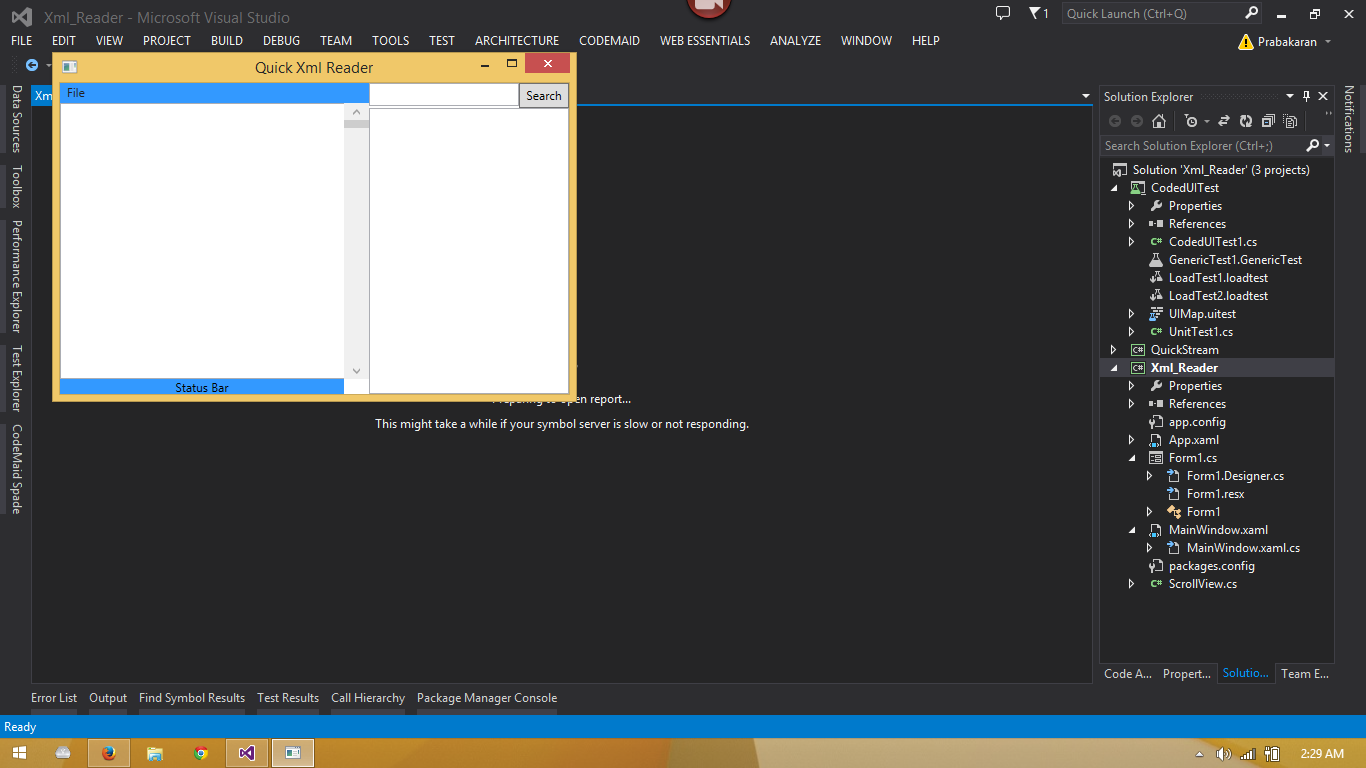 Xml_Reader - Microsoft Visual Studio
1
Quick Launch (Ctrl+Q)
FILE EDIT VIEW PROJECT BUILD DEBUG TEAM TOOLS TEST ARCHITECTURE CODEMAID WEB ESSENTIALS ANALYZE WINDOW HELP
Prabakaran
Quick Xml Reader
File
Search
Status Bar
Xm
Data Sources
Toolbox
Performance Explorer
Test Explorer
CodeMaid Spade
Preparing to open report...
This might take a while if your symbol server is slow or not responding.
Solution Explorer
Search Solution Explorer (Ctrl+;)
Solution 'Xml_Reader' (3 projects)
CodedUITest
Properties
References
C# CodedUITest1.cs
GenericTest1.GenericTest
LoadTest1.loadtest
LoadTest2.loadtest
UIMap.uitest
C# UnitTest1.cs
C# QuickStream
C# Xml_Reader
Properties
References
app.config
App.xaml
Form1.cs
Form1.Designer.cs
Form1.resx
Form1
MainWindow.xaml
MainWindow.xaml.cs
packages.config
C# ScrollView.cs
Code A... Propert... Solutio... Team E...
Notifications
Error List Output Find Symbol Results Test Results Call Hierarchy Package Manager Console
Ready
2:29 AM